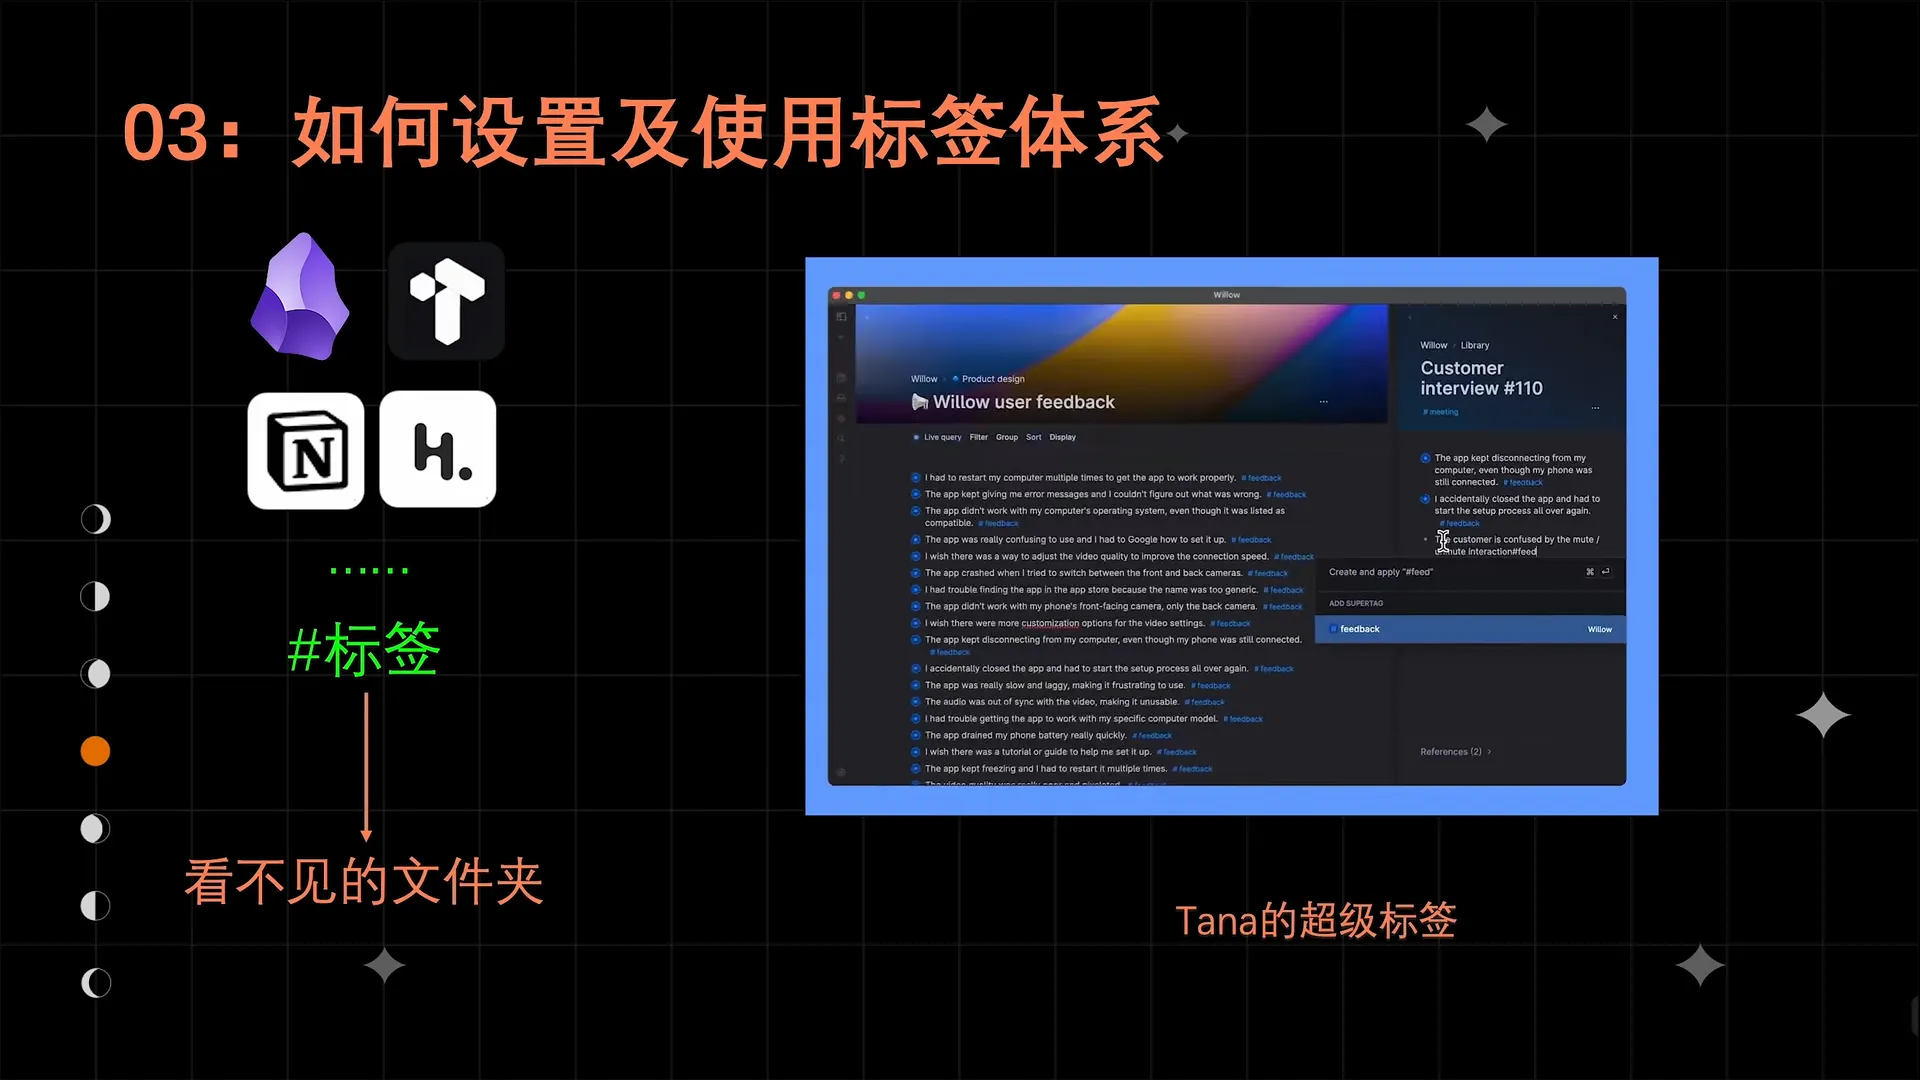 03：如何设置及使用标签体系
N
H.
......
#标签
看不见的文件夹
Willow
Willow
Product design
Willow user feedback
...
Live query Filter Group Sort Display
I had to restart my computer multiple times to get the app to work properly. # feedback
The app kept giving me error messages and I couldn't figure out what was wrong. # feedback
The app didn't work with my computer's operating system, even though it was listed as
compatible. # feedback
The app was really confusing to use and I had to Google how to set it up. # feedback
I wish there was a way to adjust the video quality to improve the connection speed. # feedback
The app crashed when I tried to switch between the front and back cameras. # feedback
I had trouble finding the app in the app store because the name was too generic. # feedback
The app didn't work with my phone's front-facing camera, only the back camera. # feedback
I wish there were more customization options for the video settings. # feedback
The app kept disconnecting from my computer, even though my phone was still connected.
# feedback
I accidentally closed the app and had to start the setup process all over again. # feedback
The app was really slow and laggy, making it frustrating to use. # feedback
The audio was out of sync with the video, making it unusable. # feedback
I had trouble getting the app to work with my specific computer model. # feedback
The app drained my phone battery really quickly. # feedback
I wish there was a tutorial or guide to help me set it up. # feedback
The app kept freezing and I had to restart it multiple times. # feedback
Willow Library
Customer
interview #110
# meeting
...
The app kept disconnecting from my
computer, even though my phone was
still connected. # feedback
I accidentally closed the app and had to
start the setup process all over again.
# feedback
customer is confused by the mute /
interaction#feed
Create and apply "#feed" ⌘ ⏎
ADD SUPERTAG
feedback Willow
References (2) >
Tana的超级标签